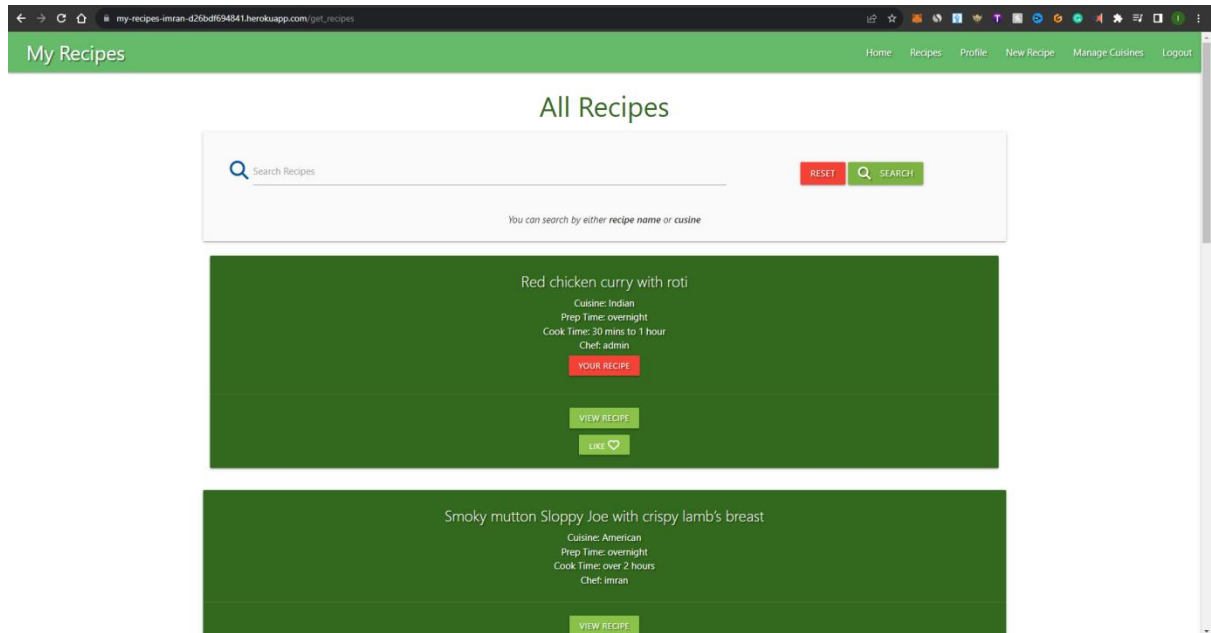 my-recipes-imran-d26bdf694841.herokuapp.com/get_recipes
My Recipes
Home Recipes Profile New Recipe Manage Cuisines Logout
All Recipes
Search Recipes
RESET SEARCH
You can search by either recipe name or cusine
Red chicken curry with roti
Cuisine: Indian
Prep Time: overnight
Cook Time: 30 mins to 1 hour
Chef: admin
YOUR RECIPE
VIEW RECIPE
LIKE
Smoky mutton Sloppy Joe with crispy lamb's breast
Cuisine: American
Prep Time: overnight
Cook Time: over 2 hours
Chef: imran
VIEW RECIPE